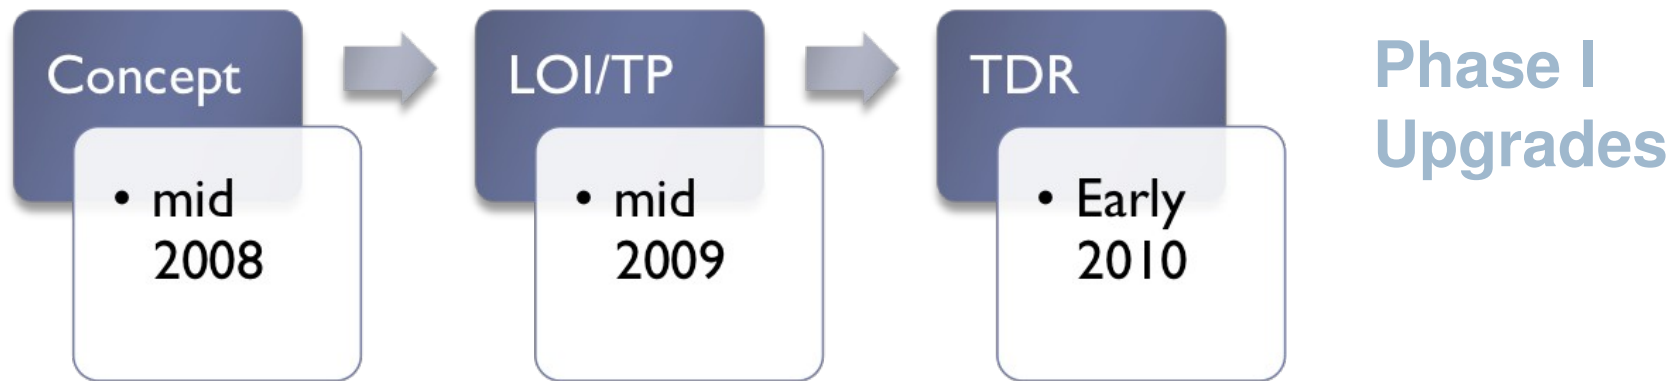 Concept
• mid
2008
LOI/TP
• mid
2009
TDR
• Early
2010
Phase I
Upgrades